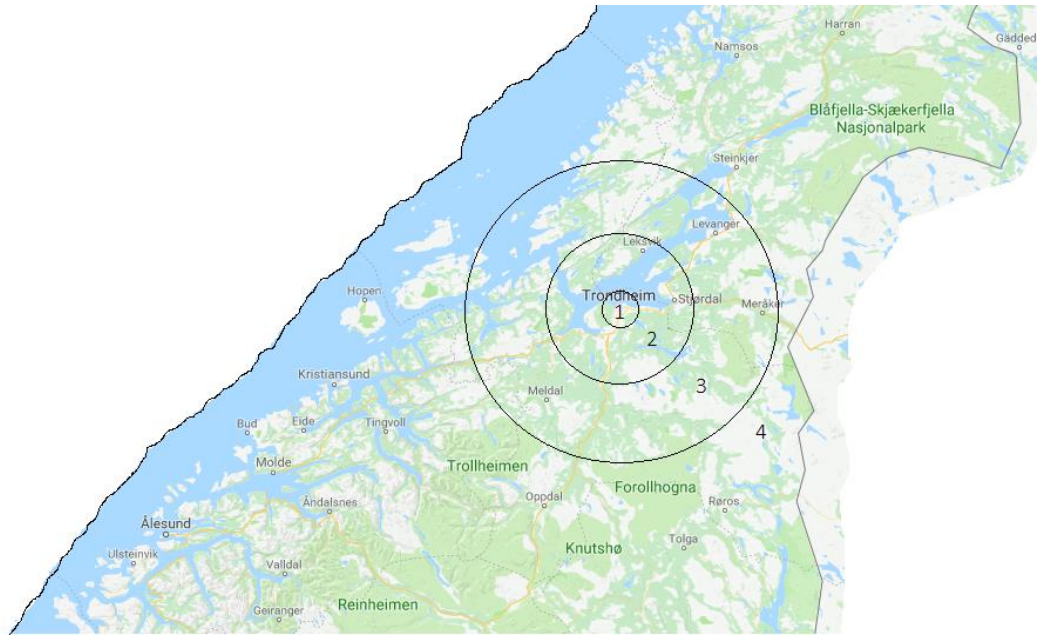 Harran
Gäddede
Namsos
Blåfjella-Skjækerfjella
Nasjonalpark
Steinkjer
Levanger
Leksvik
Hopen
Trondheim
Stjørdal
Meråker
1
2
Kristiansund
3
Meldal
Bud
Eide
Tingvoll
4
Molde
Trollheimen
Forollhogna
Åndalsnes
Oppdal
Røros
Ålesund
Ulsteinvik
Knutshø
Tolga
Valldal
Reinheimen
Geiranger